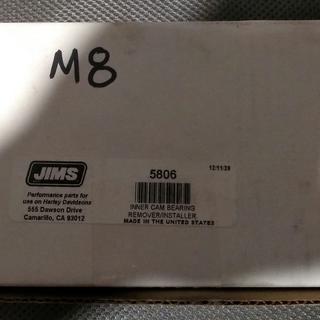 M8
JIMS
Performance parts for
use on Harley Davidsons
555 Dawson Drive
Camarillo, CA 93012
5806
12/11/28
INNER CAM BEARING
REMOVER/INSTALLER
MADE IN THE UNITED STATES